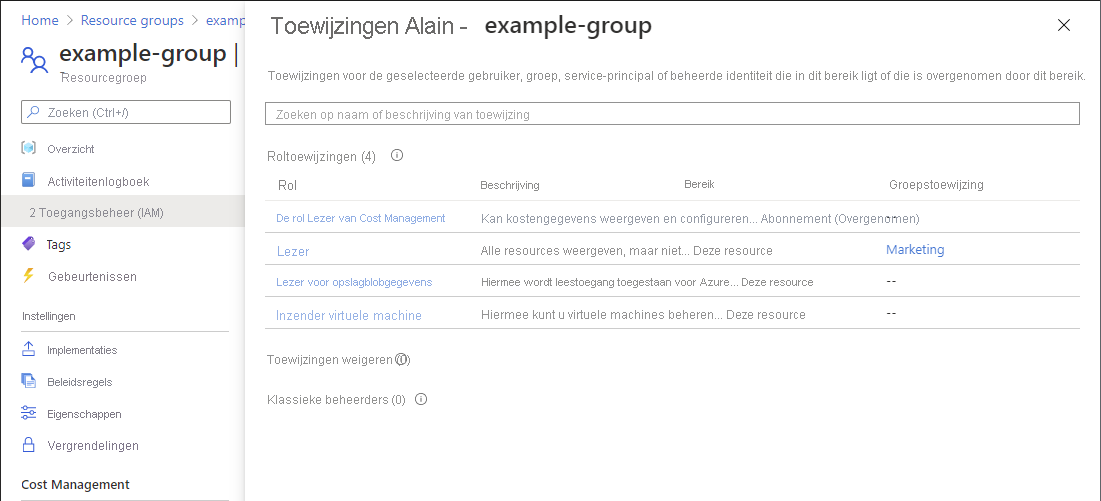 Home > Resource groups > examp
example-group |
Resourcegroep
Zoeken (Ctrl+/)
Overzicht
Activiteitenlogboek
2 Toegangsbeheer (IAM)
Tags
Gebeurtenissen
Instellingen
Implementaties
Beleidsregels
Eigenschappen
Vergrendelingen
Cost Management
Toewijzingen Alain - example-group
Toewijzingen voor de geselecteerde gebruiker, groep, service-principal of beheerde identiteit die in dit bereik ligt of die is overgenomen door dit bereik.
Zoeken op naam of beschrijving van toewijzing
Roltoewijzingen (4)
Rol Beschrijving Bereik Groepstoewijzing
De rol Lezer van Cost Management Kan kostengegevens weergeven en configureren... Abonnement (Overgenomen) --
Lezer Alle resources weergeven, maar niet... Deze resource Marketing
Lezer voor opslagblobgegevens Hiermee wordt leestoegang toegestaan voor Azure... Deze resource --
Inzender virtuele machine Hiermee kunt u virtuele machines beheren... Deze resource --
Toewijzingen weigeren (0)
Klassieke beheerders (0)